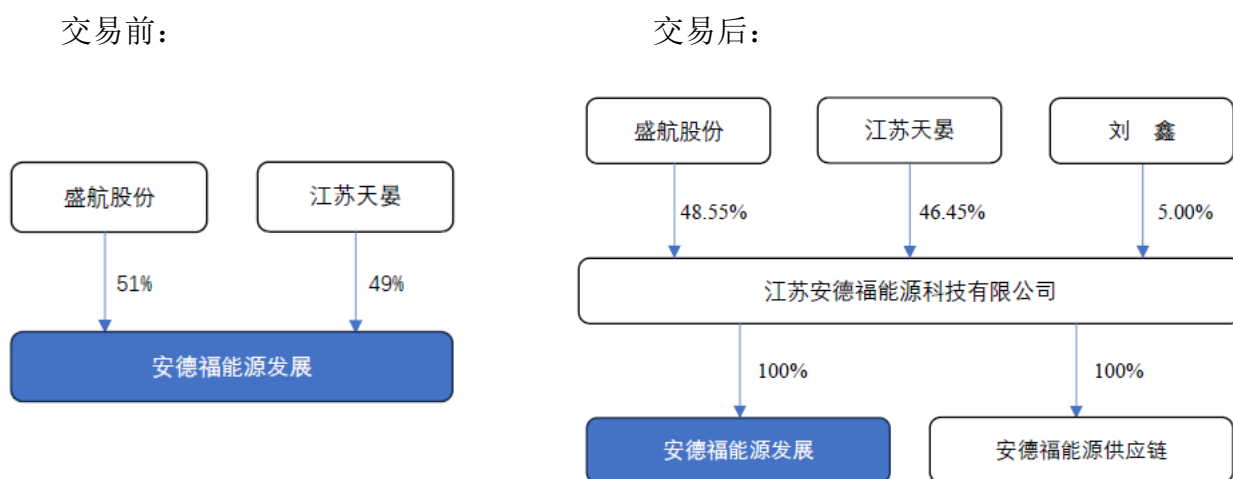 交易前：
盛航股份
江苏天晏
51%
49%
安德福能源发展
交易后：
盛航股份
江苏天晏
刘 鑫
48.55%
46.45%
5.00%
江苏安德福能源科技有限公司
100%
100%
安德福能源发展
安德福能源供应链